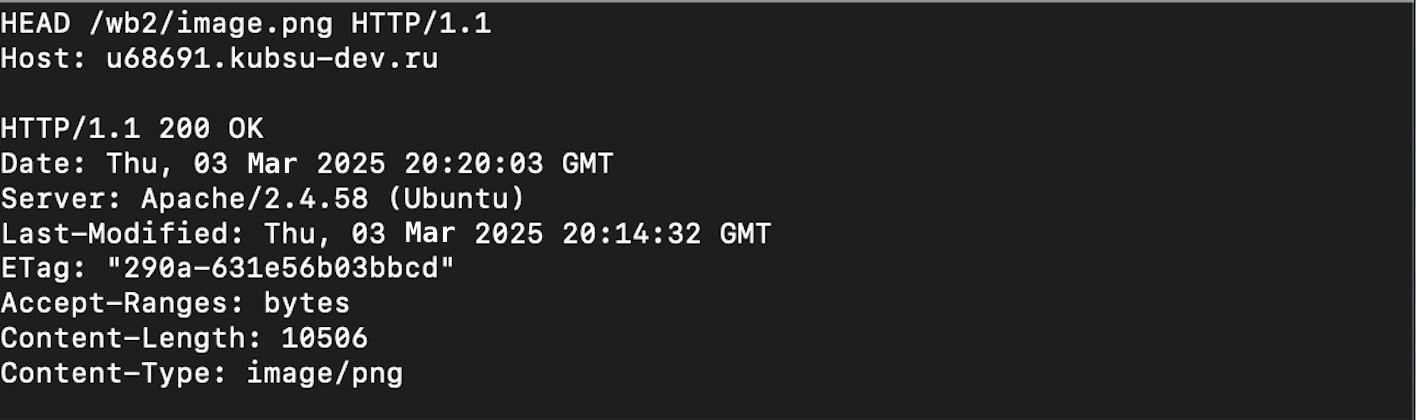 HEAD /wb2/image.png HTTP/1.1
Host: u68691.kubsu-dev.ru

HTTP/1.1 200 OK
Date: Thu, 03 Mar 2025 20:20:03 GMT
Server: Apache/2.4.58 (Ubuntu)
Last-Modified: Thu, 03 Mar 2025 20:14:32 GMT
ETag: "290a-631e56b03bbcd"
Accept-Ranges: bytes
Content-Length: 10506
Content-Type: image/png